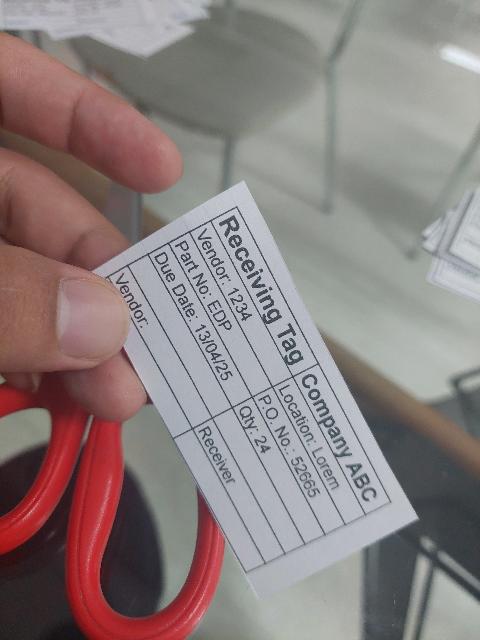 Receiving Tag Company ABC
Vendor: 1234 Location: Lorem
Part No: EDP P.O. No.: 52665
Due Date: 13/04/25 Qty: 24
Vendor: Receiver